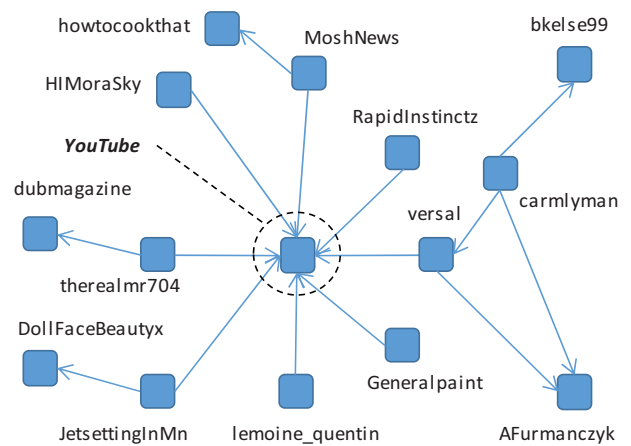 howtocookthat
MoshNews
bkelse99
HIMoraSky
RapidInstinctz
YouTube
dubmagazine
versal
carmlyman
therealmr704
DollFaceBeautyx
Generalpaint
JetsettingInMn
lemoine_quentin
AFurmanczyk